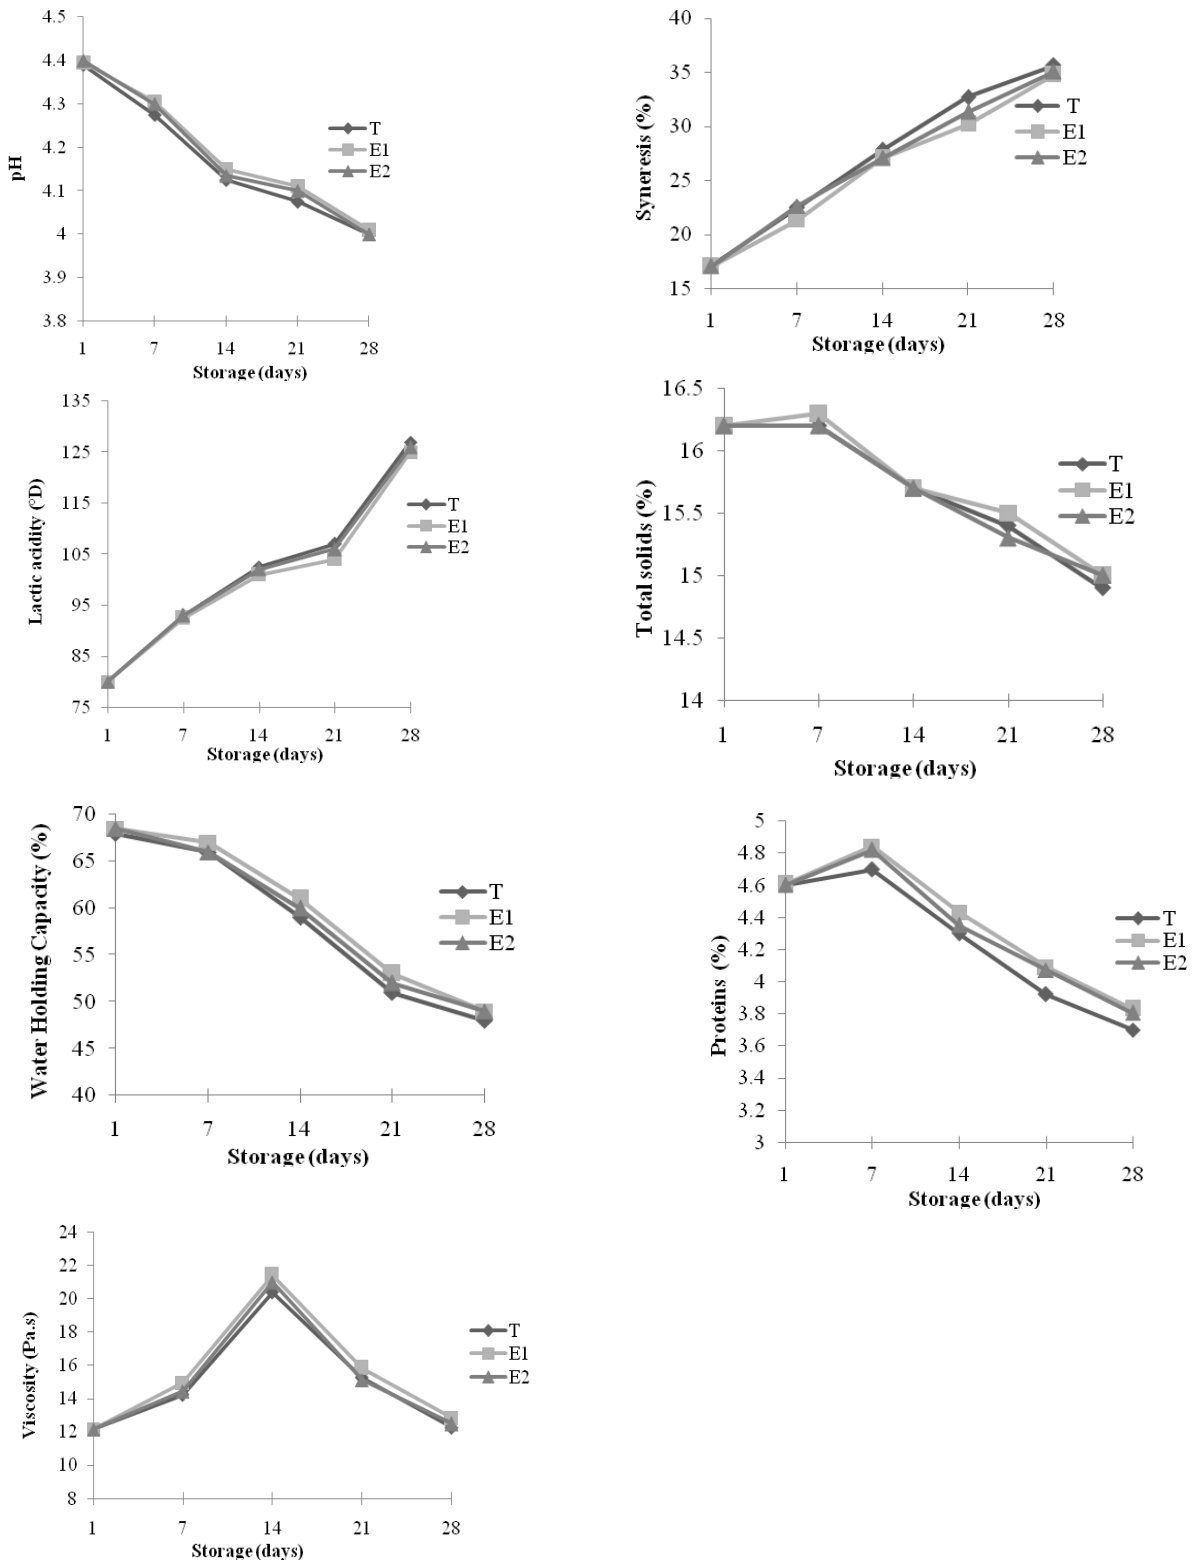 4.5
4.4
4.3
4.2
4.1
4
3.9
3.8
pH
T
E1
E2
1 7 14 21 28
Storage (days)
40
35
30
25
20
15
Syneresis (%)
T
E1
E2
1 7 14 21 28
Storage (days)
135
125
115
105
95
85
75
Lactic acidity (°D)
T
E1
E2
1 7 14 21 28
Storage (days)
16.5
16
15.5
15
14.5
14
Total solids (%)
T
E1
E2
1 7 14 21 28
Storage (days)
70
65
60
55
50
45
40
Water Holding Capacity (%)
T
E1
E2
1 7 14 21 28
Storage (days)
5
4.8
4.6
4.4
4.2
4
3.8
3.6
3.4
3.2
3
Proteins (%)
T
E1
E2
1 7 14 21 28
Storage (days)
24
22
20
18
16
14
12
10
8
Viscosity (Pa.s)
T
E1
E2
1 7 14 21 28
Storage (days)